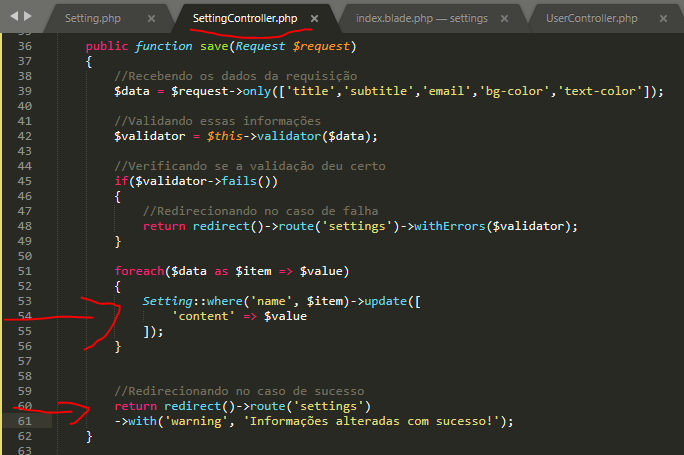 Setting.php × SettingController.php × index.blade.php — settings × UserController.php ×
36 public function save(Request $request)
37 {
38 //Recebendo os dados da requisição
39 $data = $request->only(['title','subtitle','email','bg-color','text-color']);
40
41 //Validando essas informações
42 $validator = $this->validator($data);
43
44 //Verificando se a validação deu certo
45 if($validator->fails())
46 {
47 //Redirecionando no caso de falha
48 return redirect()->route('settings')->withErrors($validator);
49 }
50
51 foreach($data as $item => $value)
52 {
53 Setting::where('name', $item)->update([
54 'content' => $value
55 ]);
56 }
57
58
59 //Redirecionando no caso de sucesso
60 return redirect()->route('settings')
61 ->with('warning', 'Informações alteradas com sucesso!');
62 }
63